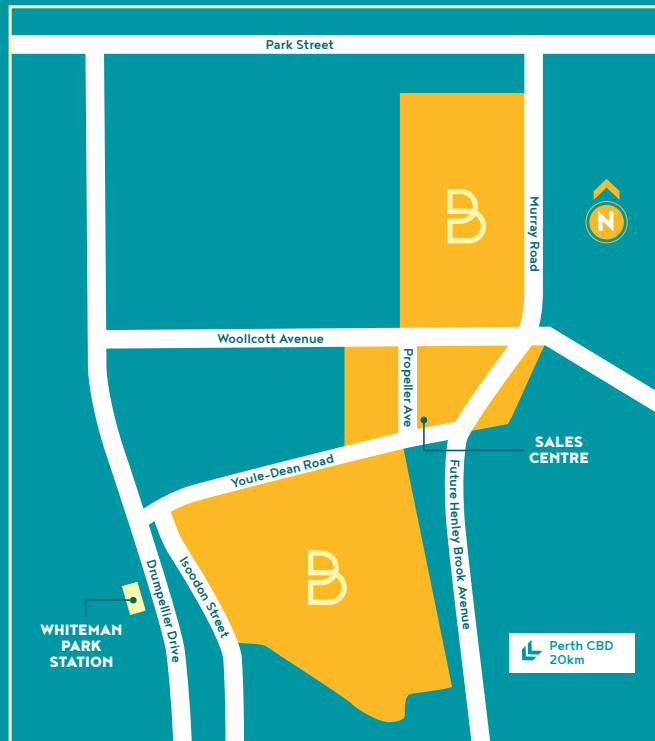 Park Street
Murray Road
N
B
Woollcott Avenue
Propeller Ave
SALES
CENTRE
Youle-Dean Road
Future Henley Brook Avenue
B
Isoodon Street
Drumpellier Drive
WHITEMAN
PARK
STATION
Perth CBD
20km